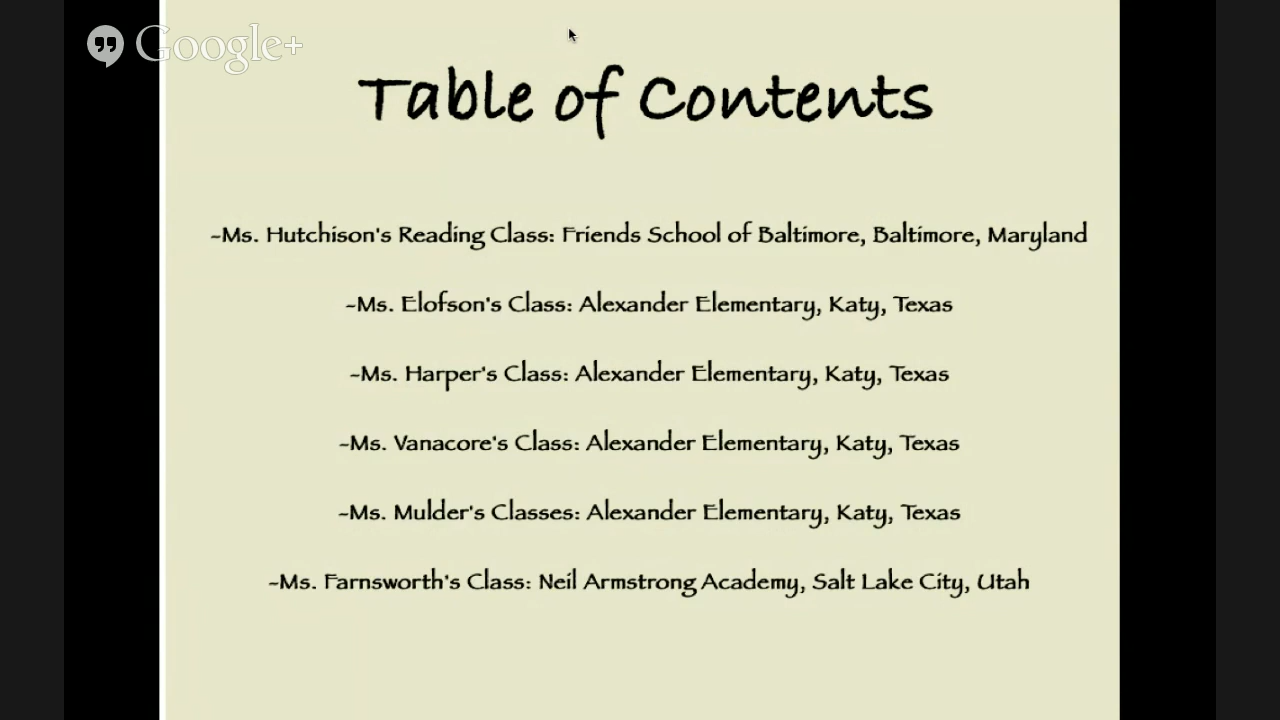 Google+
Table of Contents
-Ms. Hutchison's Reading Class: Friends School of Baltimore, Baltimore, Maryland
-Ms. Elofson's Class: Alexander Elementary, Katy, Texas
-Ms. Harper's Class: Alexander Elementary, Katy, Texas
-Ms. Vanacore's Class: Alexander Elementary, Katy, Texas
-Ms. Mulder's Classes: Alexander Elementary, Katy, Texas
-Ms. Farnsworth's Class: Neil Armstrong Academy, Salt Lake City, Utah